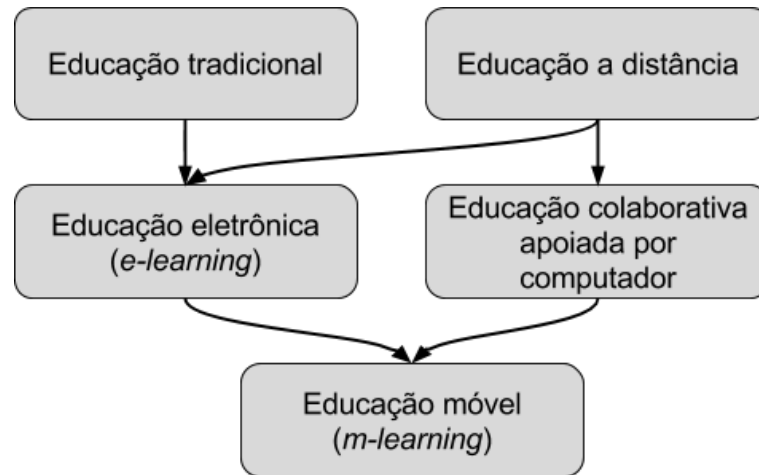 Educação tradicional
Educação a distância
Educação eletrônica
(e-learning)
Educação colaborativa
apoiada por
computador
Educação móvel
(m-learning)